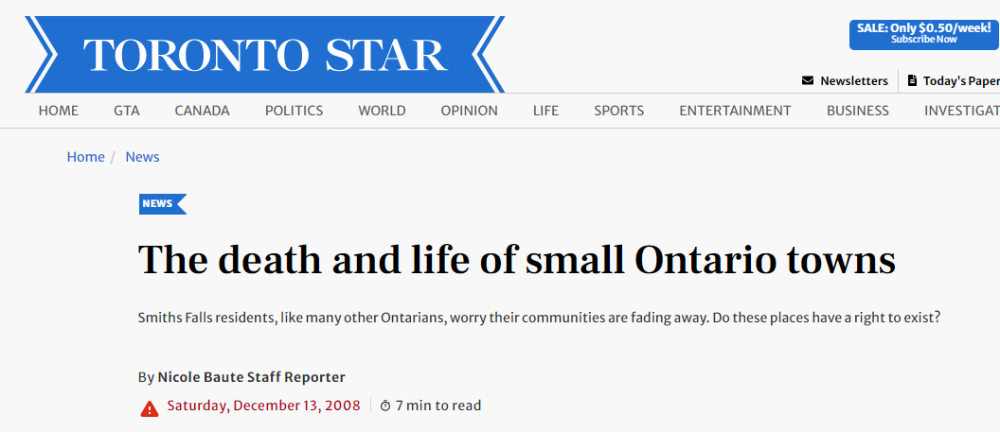 TORONTO STAR
SALE: Only $0.50/week!
Subscribe Now
Newsletters Today's Paper
HOME GTA CANADA POLITICS WORLD OPINION LIFE SPORTS ENTERTAINMENT BUSINESS INVESTIGAT
Home / News
NEWS
The death and life of small Ontario towns
Smiths Falls residents, like many other Ontarians, worry their communities are fading away. Do these places have a right to exist?
By Nicole Baute Staff Reporter
Saturday, December 13, 2008 7 min to read